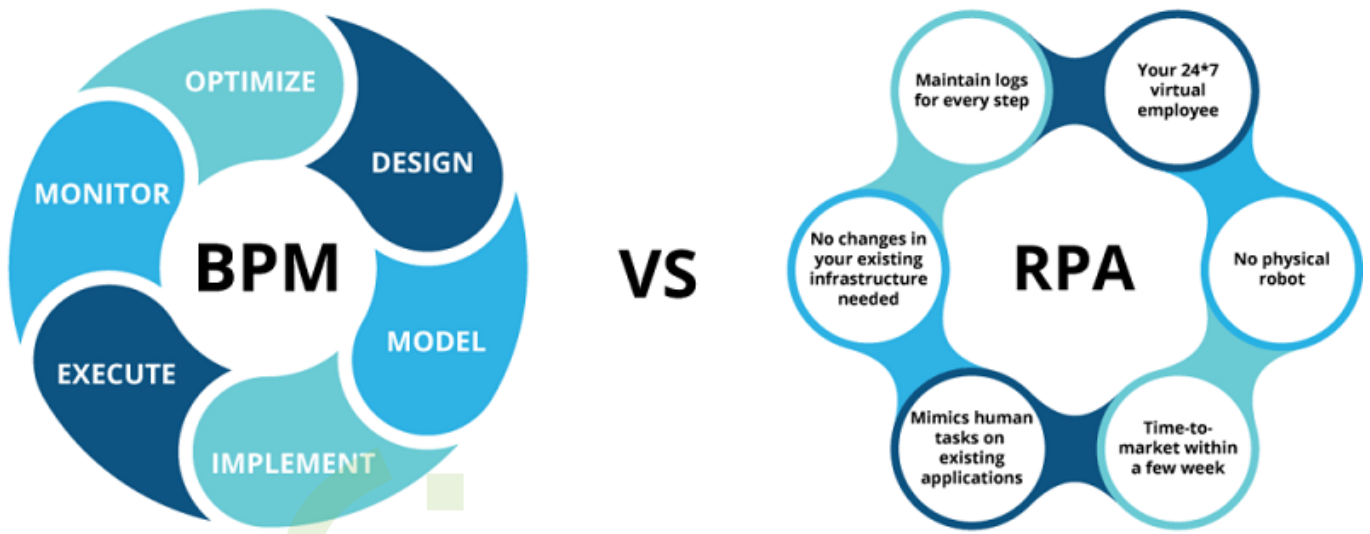 OPTIMIZE
DESIGN
MONITOR
BPM
MODEL
EXECUTE
IMPLEMENT
VS
Maintain logs
for every step
Your 24*7
virtual
employee
No changes in
your existing
infrastructure
needed
RPA
No physical
robot
Mimics human
tasks on
existing
applications
Time-to-
market within
a few week